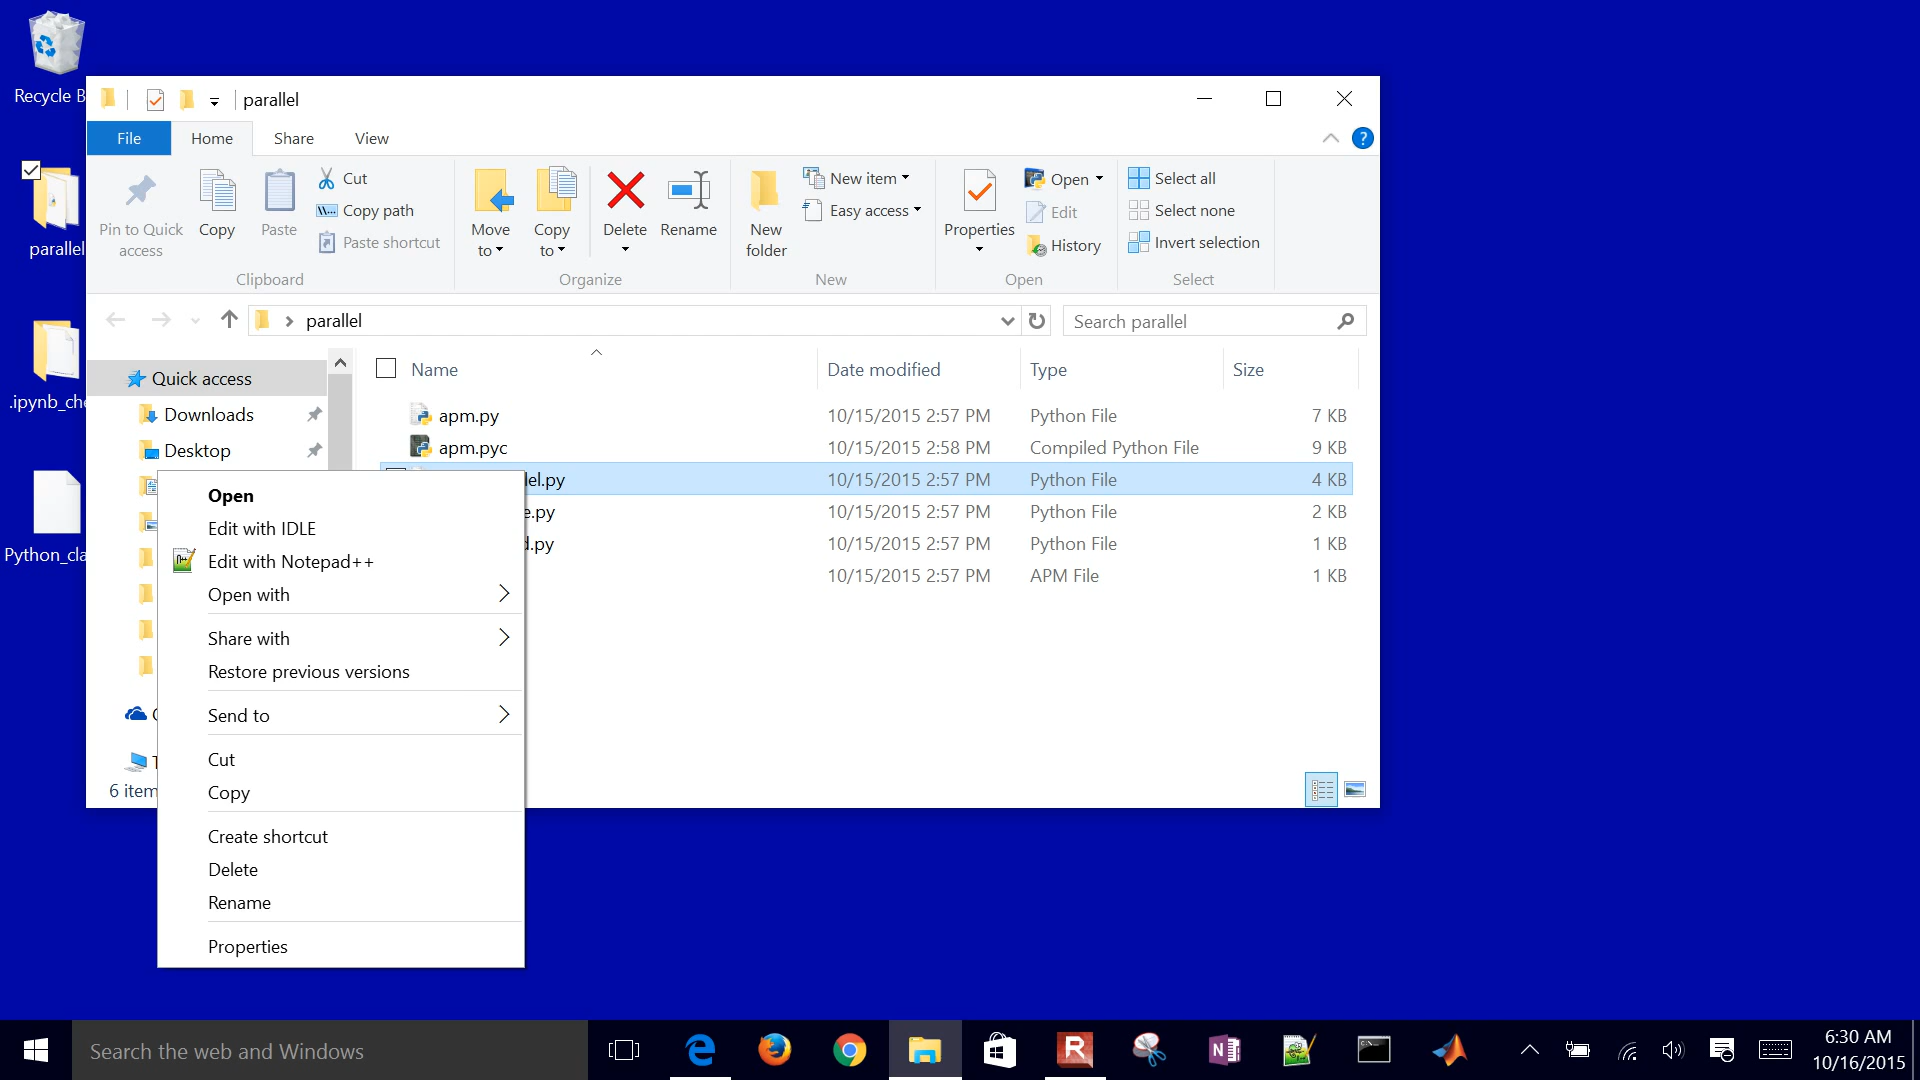 Recycle B
parallel
.ipynb_che
Python_cla
parallel
File Home Share View
Pin to Quick access
Copy
Paste
Cut
Copy path
Paste shortcut
Clipboard
Move to
Copy to
Delete
Rename
Organize
New folder
New item
Easy access
New
Properties
Open
Edit
History
Open
Select all
Select none
Invert selection
Select
parallel
Search parallel
Quick access
Downloads
Desktop
6 item
Name Date modified Type Size
apm.py 10/15/2015 2:57 PM Python File 7 KB
apm.pyc 10/15/2015 2:58 PM Compiled Python File 9 KB
lel.py 10/15/2015 2:57 PM Python File 4 KB
e.py 10/15/2015 2:57 PM Python File 2 KB
d.py 10/15/2015 2:57 PM Python File 1 KB
10/15/2015 2:57 PM APM File 1 KB
Open
Edit with IDLE
Edit with Notepad++
Open with
Share with
Restore previous versions
Send to
Cut
Copy
Create shortcut
Delete
Rename
Properties
Search the web and Windows
6:30 AM
10/16/2015